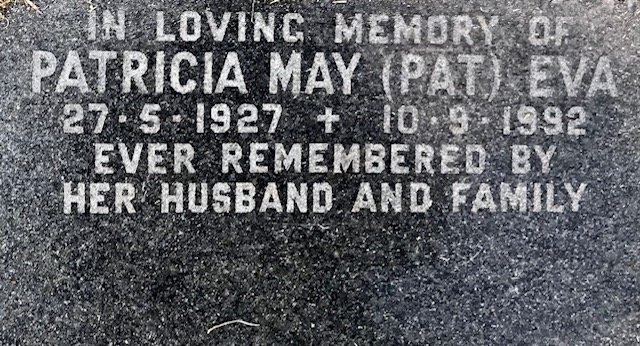 IN LOVING MEMORY OF
PATRICIA MAY (PAT) EVA
27·5·1927 + 10·9·1992
EVER REMEMBERED BY
HER HUSBAND AND FAMILY